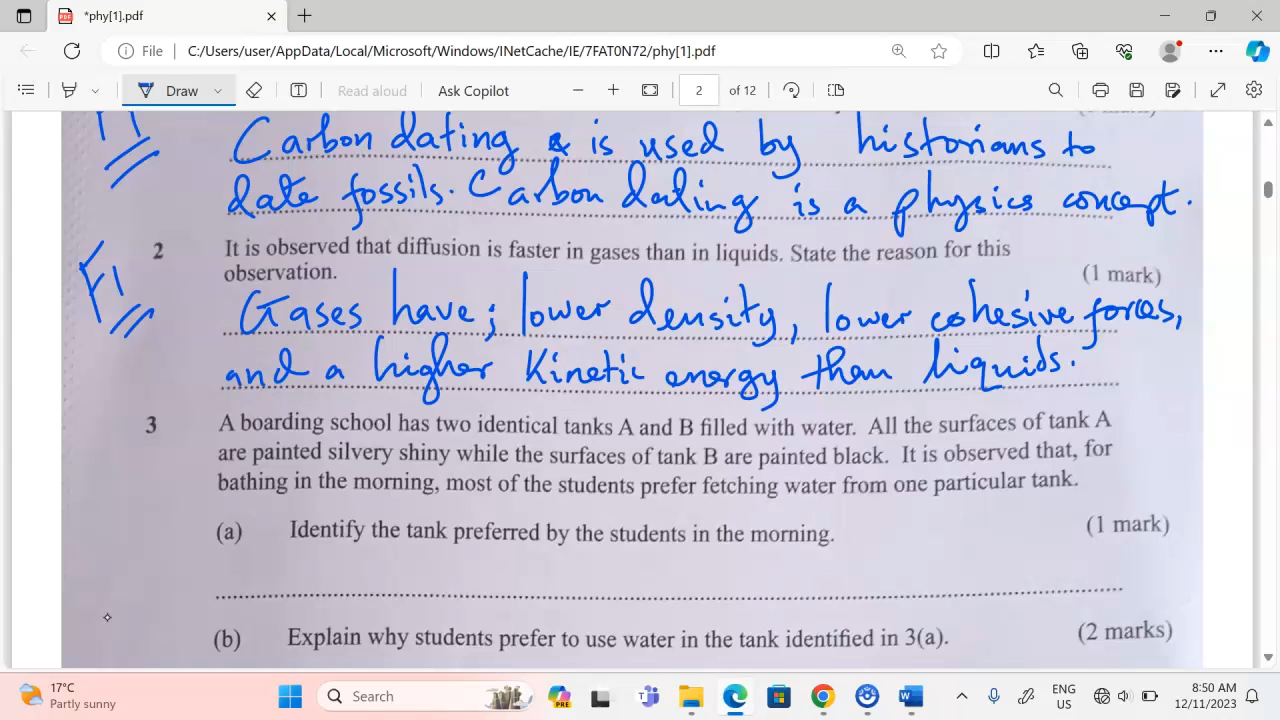 *phy[1].pdf
File C:/Users/user/AppData/Local/Microsoft/Windows/INetCache/IE/7FAT0N72/phy[1].pdf
Draw Read aloud Ask Copilot 2 of 12
Carbon dating is used by historians to
date fossils. Carbon dating is a physics concept.
2 It is observed that diffusion is faster in gases than in liquids. State the reason for this
observation. (1 mark)
F1
Gases have; lower density, lower cohesive forces,
and a higher Kinetic energy than liquids.
3 A boarding school has two identical tanks A and B filled with water. All the surfaces of tank A
are painted silvery shiny while the surfaces of tank B are painted black. It is observed that, for
bathing in the morning, most of the students prefer fetching water from one particular tank.
(a) Identify the tank preferred by the students in the morning. (1 mark)
(b) Explain why students prefer to use water in the tank identified in 3(a). (2 marks)
17°C
Partly sunny
Search
PRE
ENG
US
8:50 AM
12/11/2023